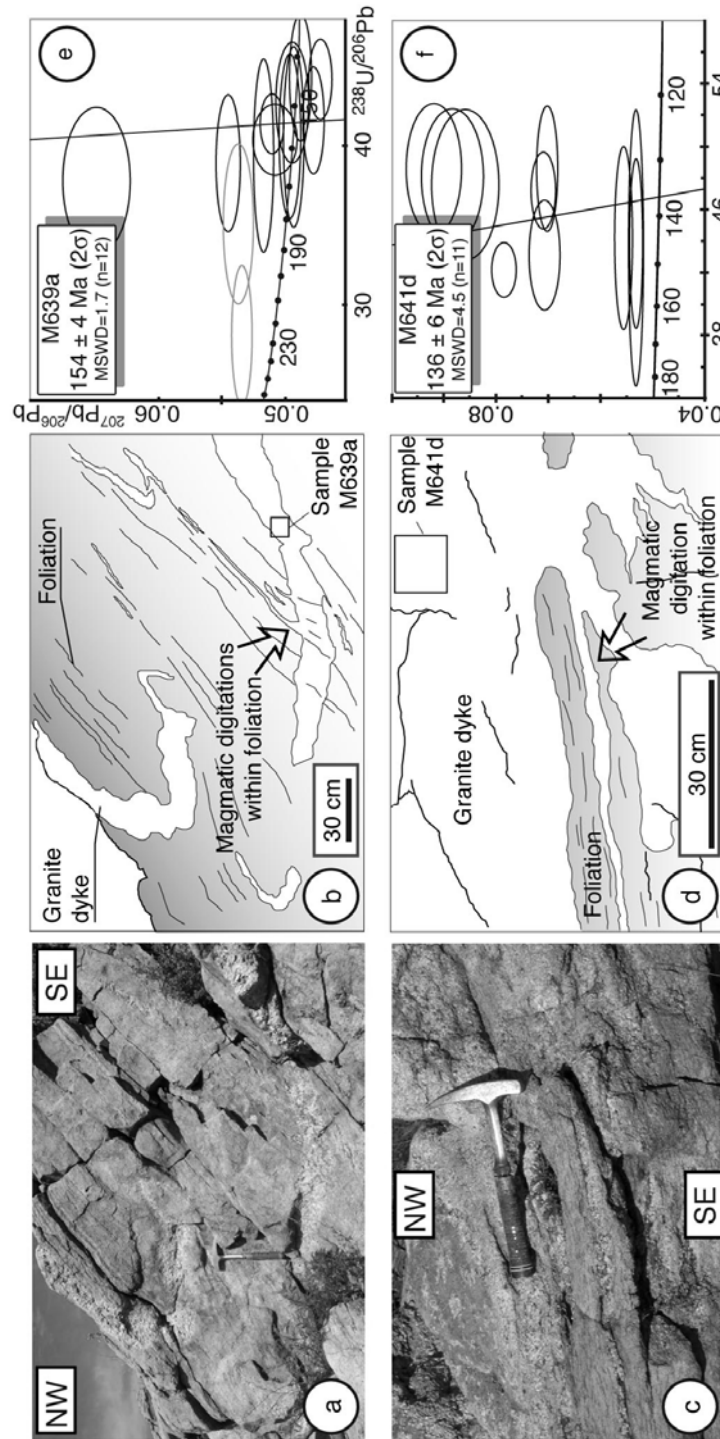 NW
SE
a
Granite
dyke
Foliation
Magmatic digitations
within foliation
Sample
M639a
30 cm
b
M639a
154 ± 4 Ma (2σ)
MSWD=1.7 (n=12)
e
207Pb/206Pb
0.06
0.05
230
190
150
30
40
238U/206Pb
NW
SE
c
Granite dyke
Sample
M641d
Foliation
Magmatic
digitation
within foliation
30 cm
d
M641d
136 ± 6 Ma (2σ)
MSWD=4.5 (n=11)
f
0.08
0.04
180
160
140
120
38
46
54